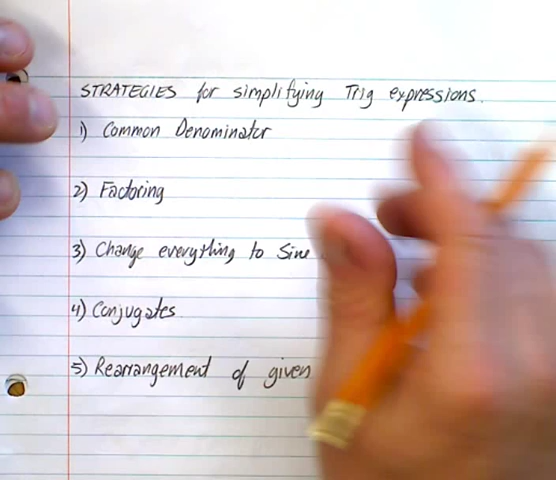 STRATEGIES for simplifying Trig expressions.
1) Common Denominator
2) Factoring
3) Change everything to Sine
4) Conjugates
5) Rearrangement of given